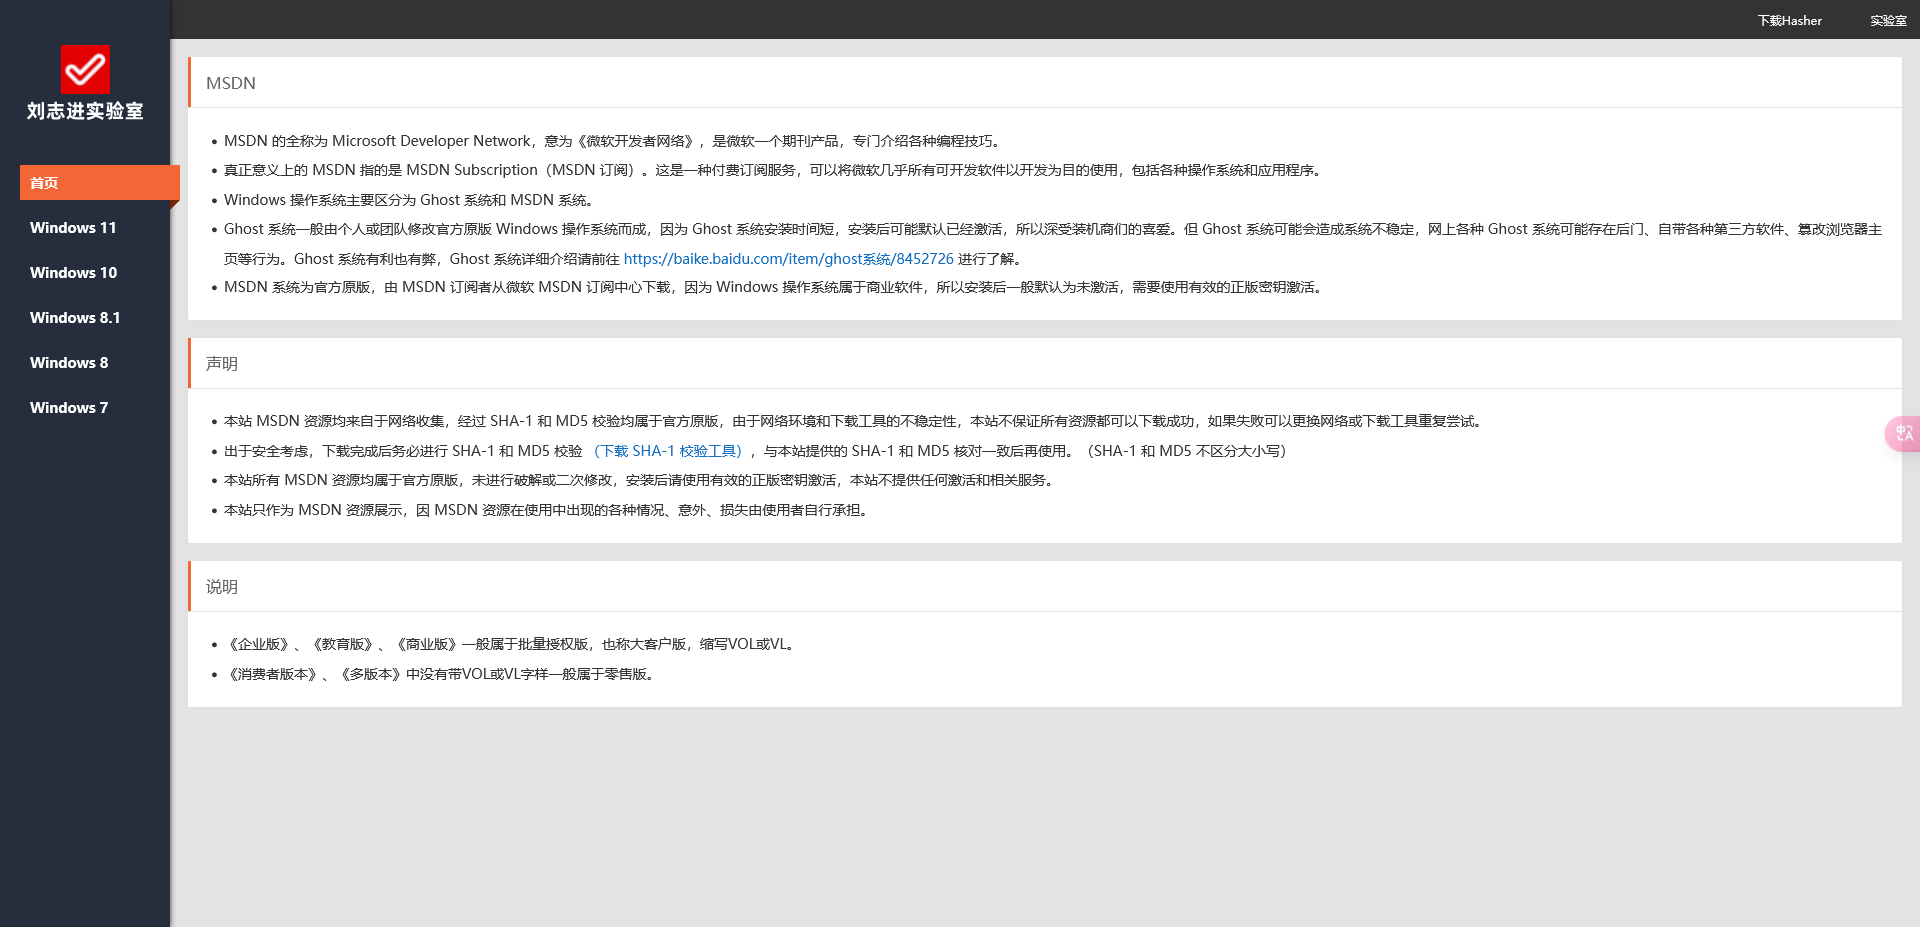 下载Hasher
实验室
刘志进实验室
首页
Windows 11
Windows 10
Windows 8.1
Windows 8
Windows 7
MSDN
MSDN 的全称为 Microsoft Developer Network，意为《微软开发者网络》，是微软一个期刊产品，专门介绍各种编程技巧。
真正意义上的 MSDN 指的是 MSDN Subscription（MSDN 订阅）。这是一种付费订阅服务，可以将微软几乎所有可开发软件以开发为目的使用，包括各种操作系统和应用程序。
Windows 操作系统主要区分为 Ghost 系统和 MSDN 系统。
Ghost 系统一般由个人或团队修改官方原版 Windows 操作系统而成，因为 Ghost 系统安装时间短，安装后可能默认已经激活，所以深受装机商们的喜爱。但 Ghost 系统可能会造成系统不稳定，网上各种 Ghost 系统可能存在后门、自带各种第三方软件、篡改浏览器主
页等行为。Ghost 系统有利也有弊，Ghost 系统详细介绍请前往 https://baike.baidu.com/item/ghost系统/8452726 进行了解。
MSDN 系统为官方原版，由 MSDN 订阅者从微软 MSDN 订阅中心下载，因为 Windows 操作系统属于商业软件，所以安装后一般默认为未激活，需要使用有效的正版密钥激活。
声明
本站 MSDN 资源均来自于网络收集，经过 SHA-1 和 MD5 校验均属于官方原版，由于网络环境和下载工具的不稳定性，本站不保证所有资源都可以下载成功，如果失败可以更换网络或下载工具重复尝试。
出于安全考虑，下载完成后务必进行 SHA-1 和 MD5 校验 （下载 SHA-1 校验工具），与本站提供的 SHA-1 和 MD5 核对一致后再使用。（SHA-1 和 MD5 不区分大小写）
本站所有 MSDN 资源均属于官方原版，未进行破解或二次修改，安装后请使用有效的正版密钥激活，本站不提供任何激活和相关服务。
本站只作为 MSDN 资源展示，因 MSDN 资源在使用中出现的各种情况、意外、损失由使用者自行承担。
说明
《企业版》、《教育版》、《商业版》一般属于批量授权版，也称大客户版，缩写VOL或VL。
《消费者版本》、《多版本》中没有带VOL或VL字样一般属于零售版。
中A